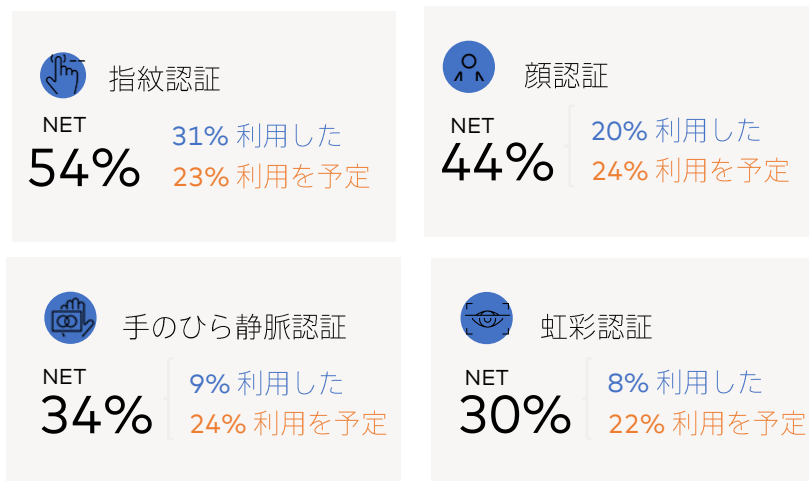 指紋認証
NET
54%
31% 利用した
23% 利用を予定
顔認証
NET
44%
20% 利用した
24% 利用を予定
手のひら静脈認証
NET
34%
9% 利用した
24% 利用を予定
虹彩認証
NET
30%
8% 利用した
22% 利用を予定